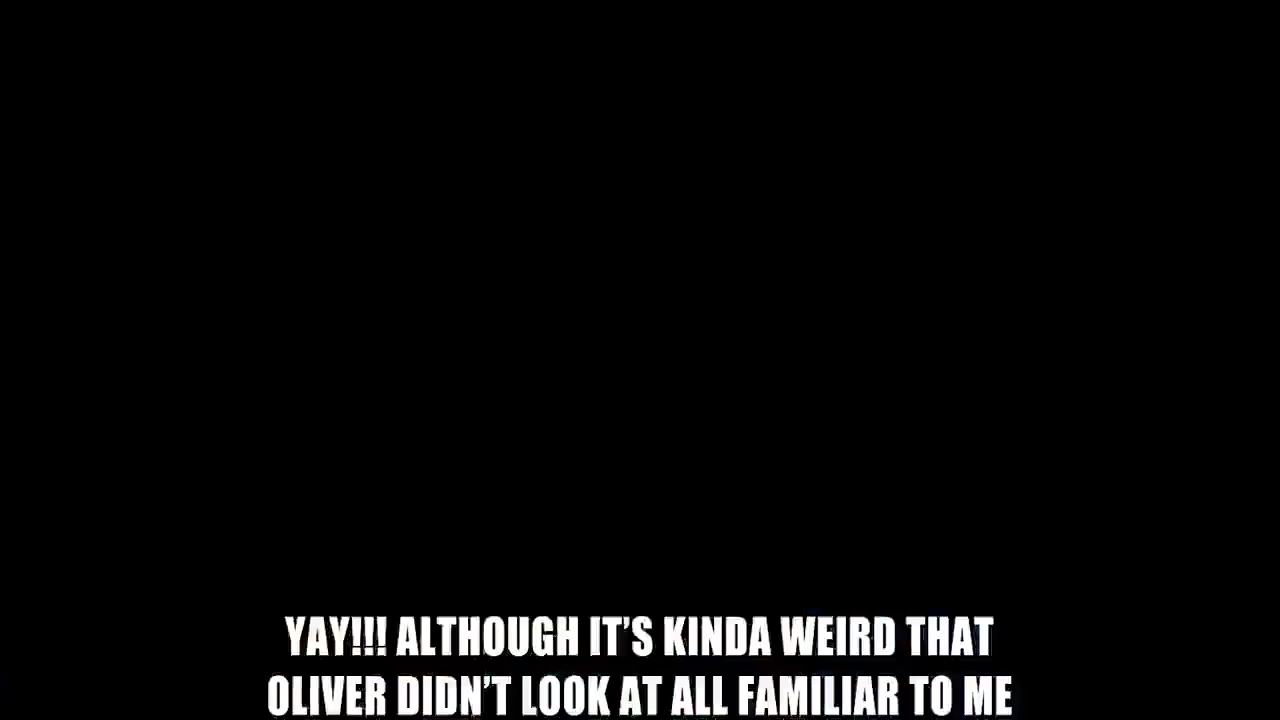 YAY!!! ALTHOUGH IT’S KINDA WEIRD THAT
OLIVER DIDN’T LOOK AT ALL FAMILIAR TO ME